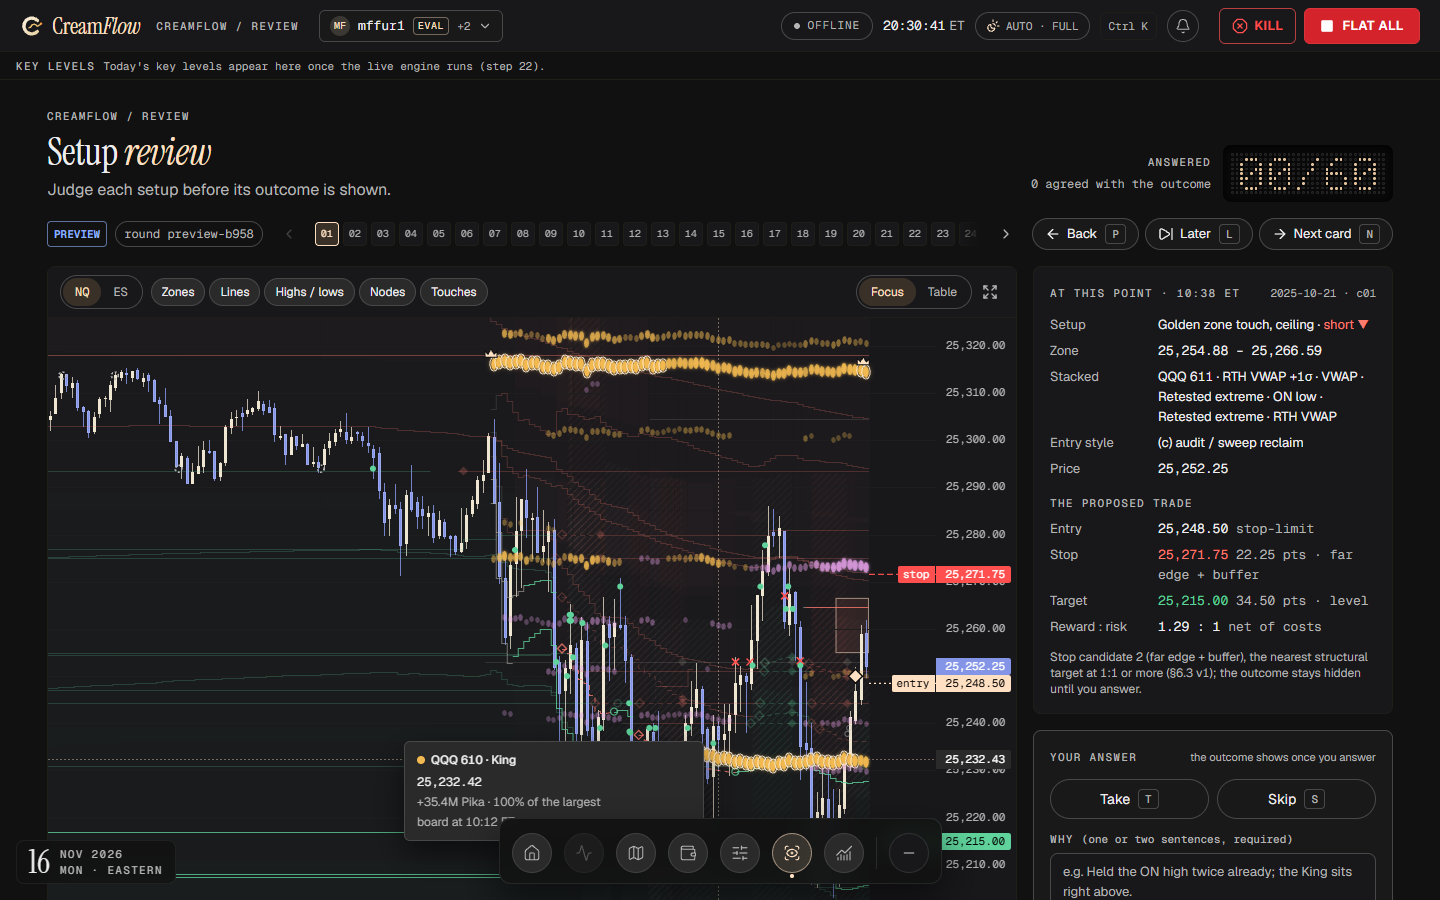 CreamFlow
CREAMFLOW / REVIEW
MF mffur1 EVAL +2
OFFLINE
20:30:41 ET
AUTO · FULL
Ctrl K
KILL
FLAT ALL
KEY LEVELS Today's key levels appear here once the live engine runs (step 22).
CREAMFLOW / REVIEW
Setup review
Judge each setup before its outcome is shown.
ANSWERED
0 agreed with the outcome
00/60
PREVIEW
round preview-b958
01 02 03 04 05 06 07 08 09 10 11 12 13 14 15 16 17 18 19 20 21 22 23 24
Back P
Later L
Next card N
NQ ES
Zones
Lines
Highs / lows
Nodes
Touches
Focus
Table
25,320.00
25,310.00
25,300.00
25,290.00
25,280.00
stop 25,271.75
25,260.00
25,252.25
entry 25,248.50
25,240.00
25,232.43
25,230.00
25,220.00
25,215.00
25,210.00
QQQ 610 · King
25,232.42
+35.4M Pika · 100% of the largest
board at 10:12
16
NOV 2026
MON · EASTERN
AT THIS POINT · 10:38 ET
2025-10-21 · c01
Setup Golden zone touch, ceiling · short ▼
Zone 25,254.88 – 25,266.59
Stacked QQQ 611 · RTH VWAP +1σ · VWAP ·
Retested extreme · ON low ·
Retested extreme · RTH VWAP
Entry style (c) audit / sweep reclaim
Price 25,252.25
THE PROPOSED TRADE
Entry 25,248.50 stop-limit
Stop 25,271.75 22.25 pts · far
edge + buffer
Target 25,215.00 34.50 pts · level
Reward : risk 1.29 : 1 net of costs
Stop candidate 2 (far edge + buffer), the nearest structural
target at 1:1 or more (§6.3 v1); the outcome stays hidden
until you answer.
YOUR ANSWER
the outcome shows once you answer
Take T
Skip S
WHY (one or two sentences, required)
e.g. Held the ON high twice already; the King sits
right above.